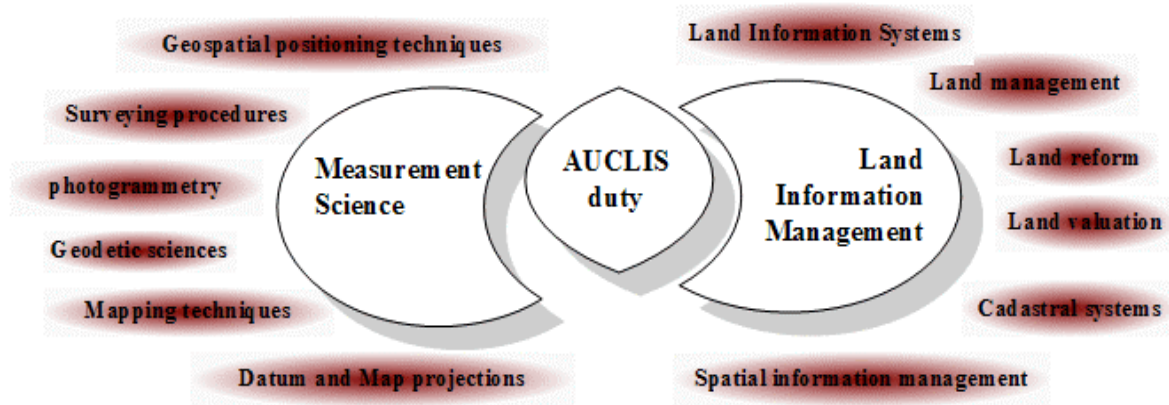 Geospatial positioning techniques
Surveying procedures
photogrammetry
Geodetic sciences
Mapping techniques
Datum and Map projections
Measurement
Science
AUCLIS
duty
Land
Information
Management
Land Information Systems
Land management
Land reform
Land valuation
Cadastral systems
Spatial information management